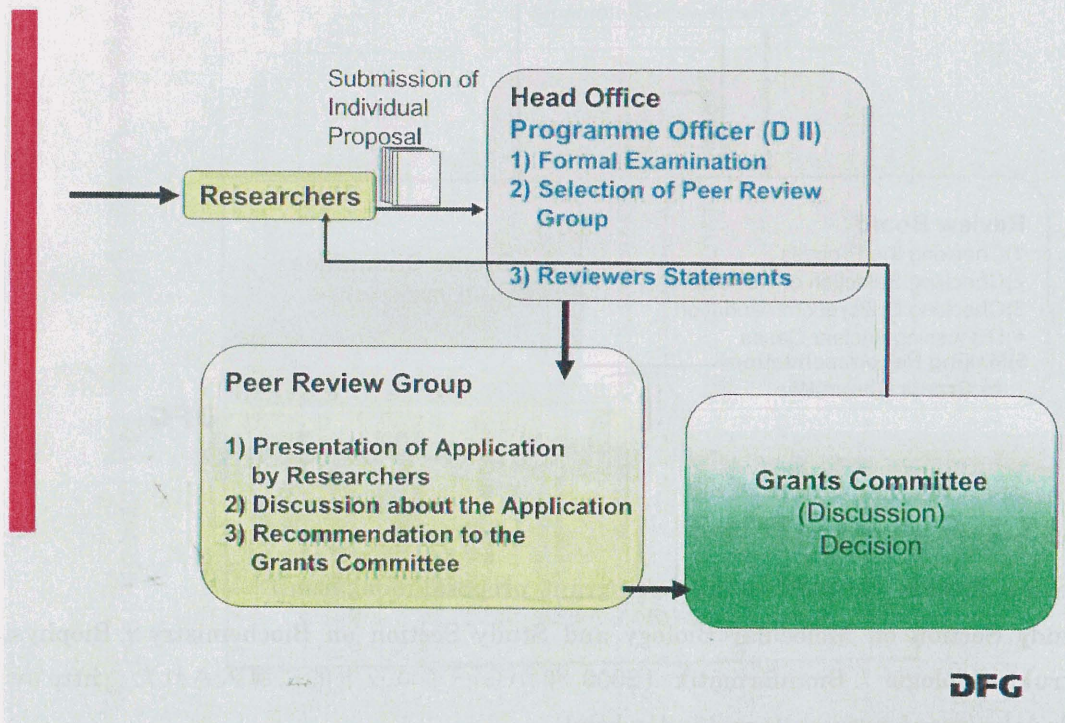 Submission of
Individual
Proposal
Researchers
Head Office
Programme Officer (D II)
1) Formal Examination
2) Selection of Peer Review
Group
3) Reviewers Statements
Peer Review Group
1) Presentation of Application
by Researchers
2) Discussion about the Application
3) Recommendation to the
Grants Committee
Grants Committee
(Discussion)
Decision
DFG